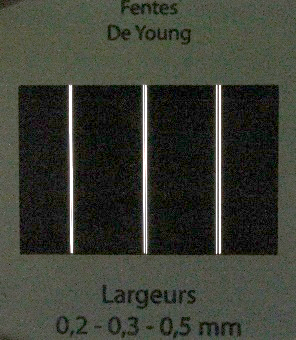 Fentes
De Young
Largeurs
0,2 - 0,3 - 0,5 mm